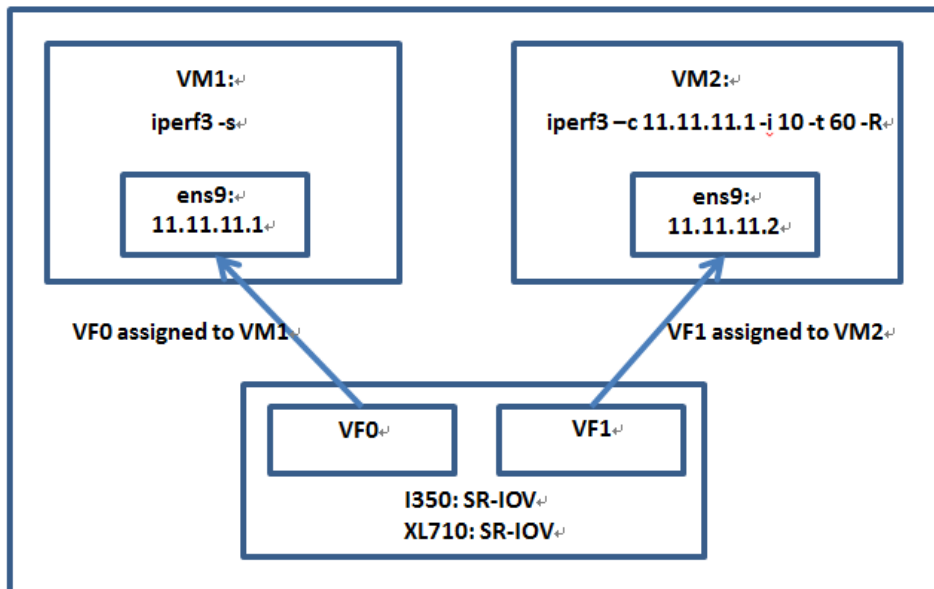 VM1:
iperf3 -s
ens9:
11.11.11.1
VM2:
iperf3 –c 11.11.11.1 -i 10 -t 60 -R
ens9:
11.11.11.2
VF0 assigned to VM1
VF1 assigned to VM2
VF0
VF1
I350: SR-IOV
XL710: SR-IOV